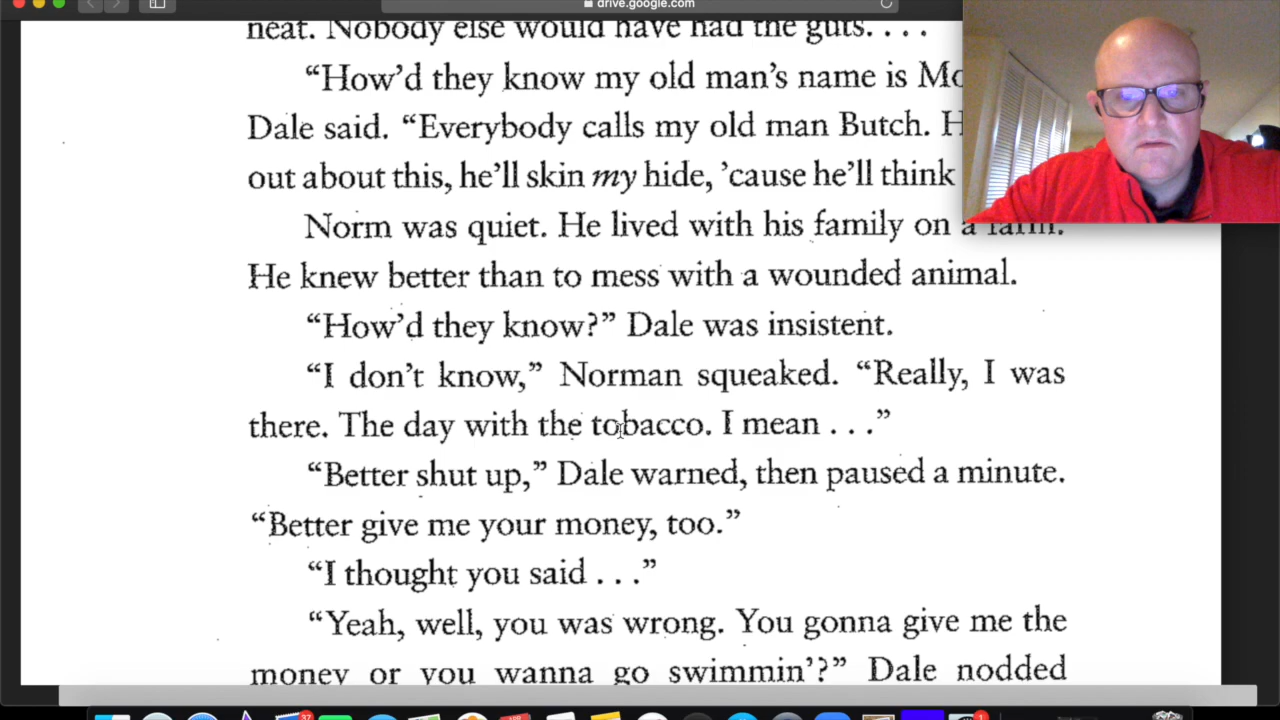 drive.google.com
neat. Nobody else would have had the guts. . . .
“How’d they know my old man’s name is
Dale said. “Everybody calls my old man Butch.
out about this, he’ll skin my hide, ’cause he’ll think
Norm was quiet. He lived with his family on a farm.
He knew better than to mess with a wounded animal.
“How’d they know?” Dale was insistent.
“I don’t know,” Norman squeaked. “Really, I was
there. The day with the tobacco. I mean . . .”
“Better shut up,” Dale warned, then paused a minute.
“Better give me your money, too.”
“I thought you said . . .”
“Yeah, well, you was wrong. You gonna give me the
money or you wanna go swimmin’?” Dale nodded
37
1